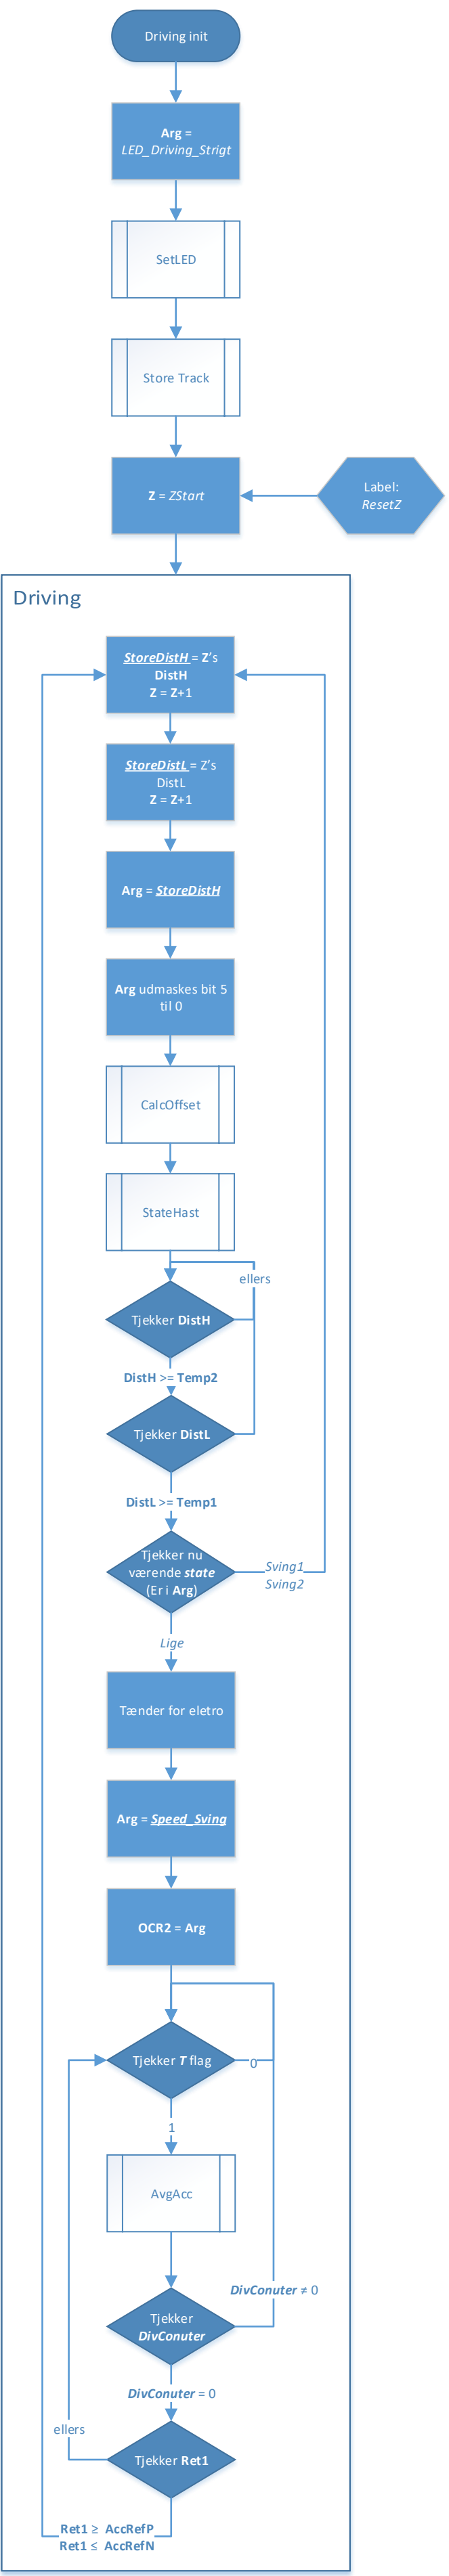 Driving init
Arg =
LED_Driving_Strigt
SetLED
Store Track
Z = ZStart
Label:
ResetZ
Driving
StoreDistH = Z's
DistH
Z = Z+1
StoreDistL = Z's
DistL
Z = Z+1
Arg = StoreDistH
Arg udmaskes bit 5
til 0
CalcOffset
StateHast
ellers
Tjekker DistH
DistH >= Temp2
Tjekker DistL
DistL >= Temp1
Tjekker nu
værende state
(Er i Arg)
Sving1
Sving2
Lige
Tænder for eletro
Arg = Speed_Sving
OCR2 = Arg
Tjekker T flag
0
1
AvgAcc
DivConuter ≠ 0
Tjekker
DivConuter
DivConuter = 0
ellers
Tjekker Ret1
Ret1 ≥ AccRefP
Ret1 ≤ AccRefN